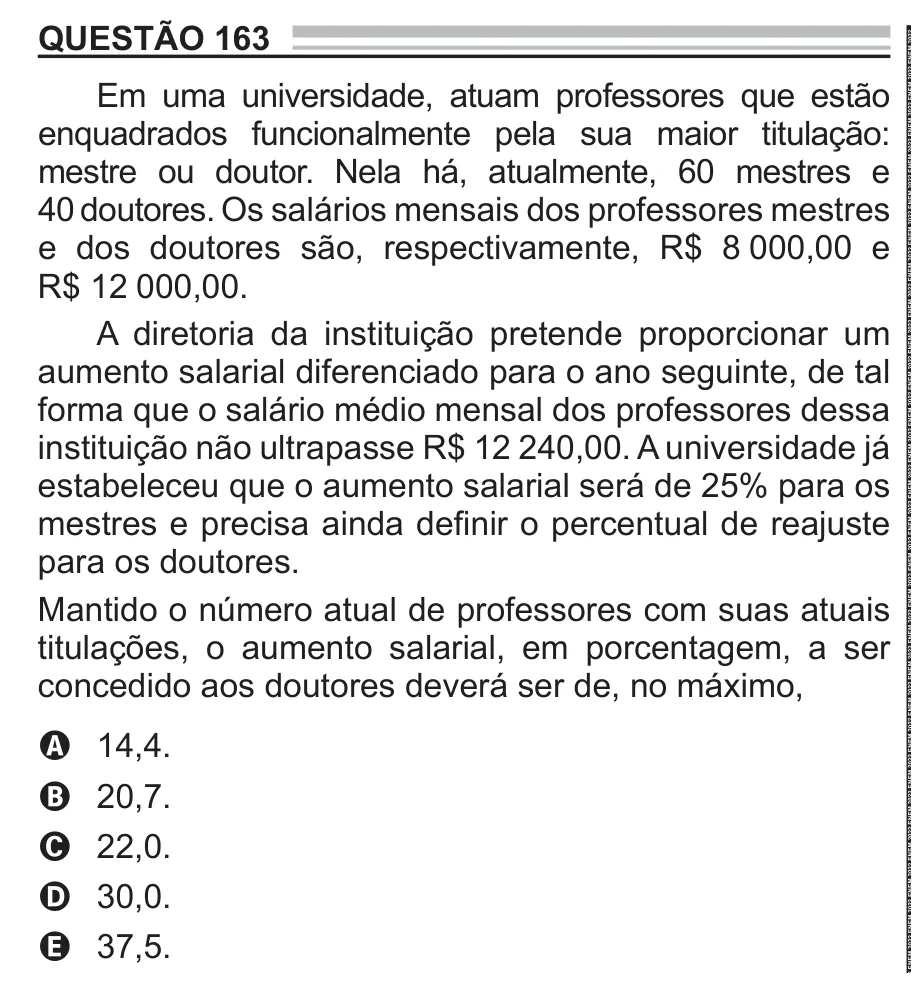 QUESTÃO 163
Em uma universidade, atuam professores que estão
enquadrados funcionalmente pela sua maior titulação:
mestre ou doutor. Nela há, atualmente, 60 mestres e
40 doutores. Os salários mensais dos professores mestres
e dos doutores são, respectivamente, R$ 8 000,00 e
R$ 12 000,00.
A diretoria da instituição pretende proporcionar um
aumento salarial diferenciado para o ano seguinte, de tal
forma que o salário médio mensal dos professores dessa
instituição não ultrapasse R$ 12 240,00. A universidade já
estabeleceu que o aumento salarial será de 25% para os
mestres e precisa ainda definir o percentual de reajuste
para os doutores.
Mantido o número atual de professores com suas atuais
titulações, o aumento salarial, em porcentagem, a ser
concedido aos doutores deverá ser de, no máximo,
A 14,4.
B 20,7.
C 22,0.
D 30,0.
E 37,5.